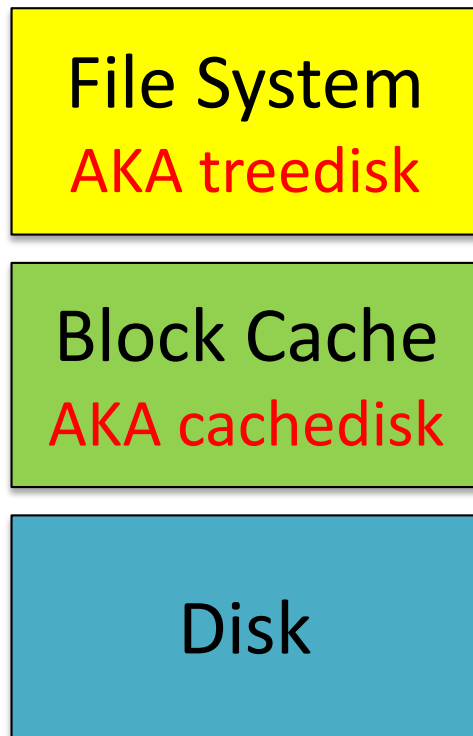 File System
AKA treedisk
Block Cache
AKA cachedisk
Disk